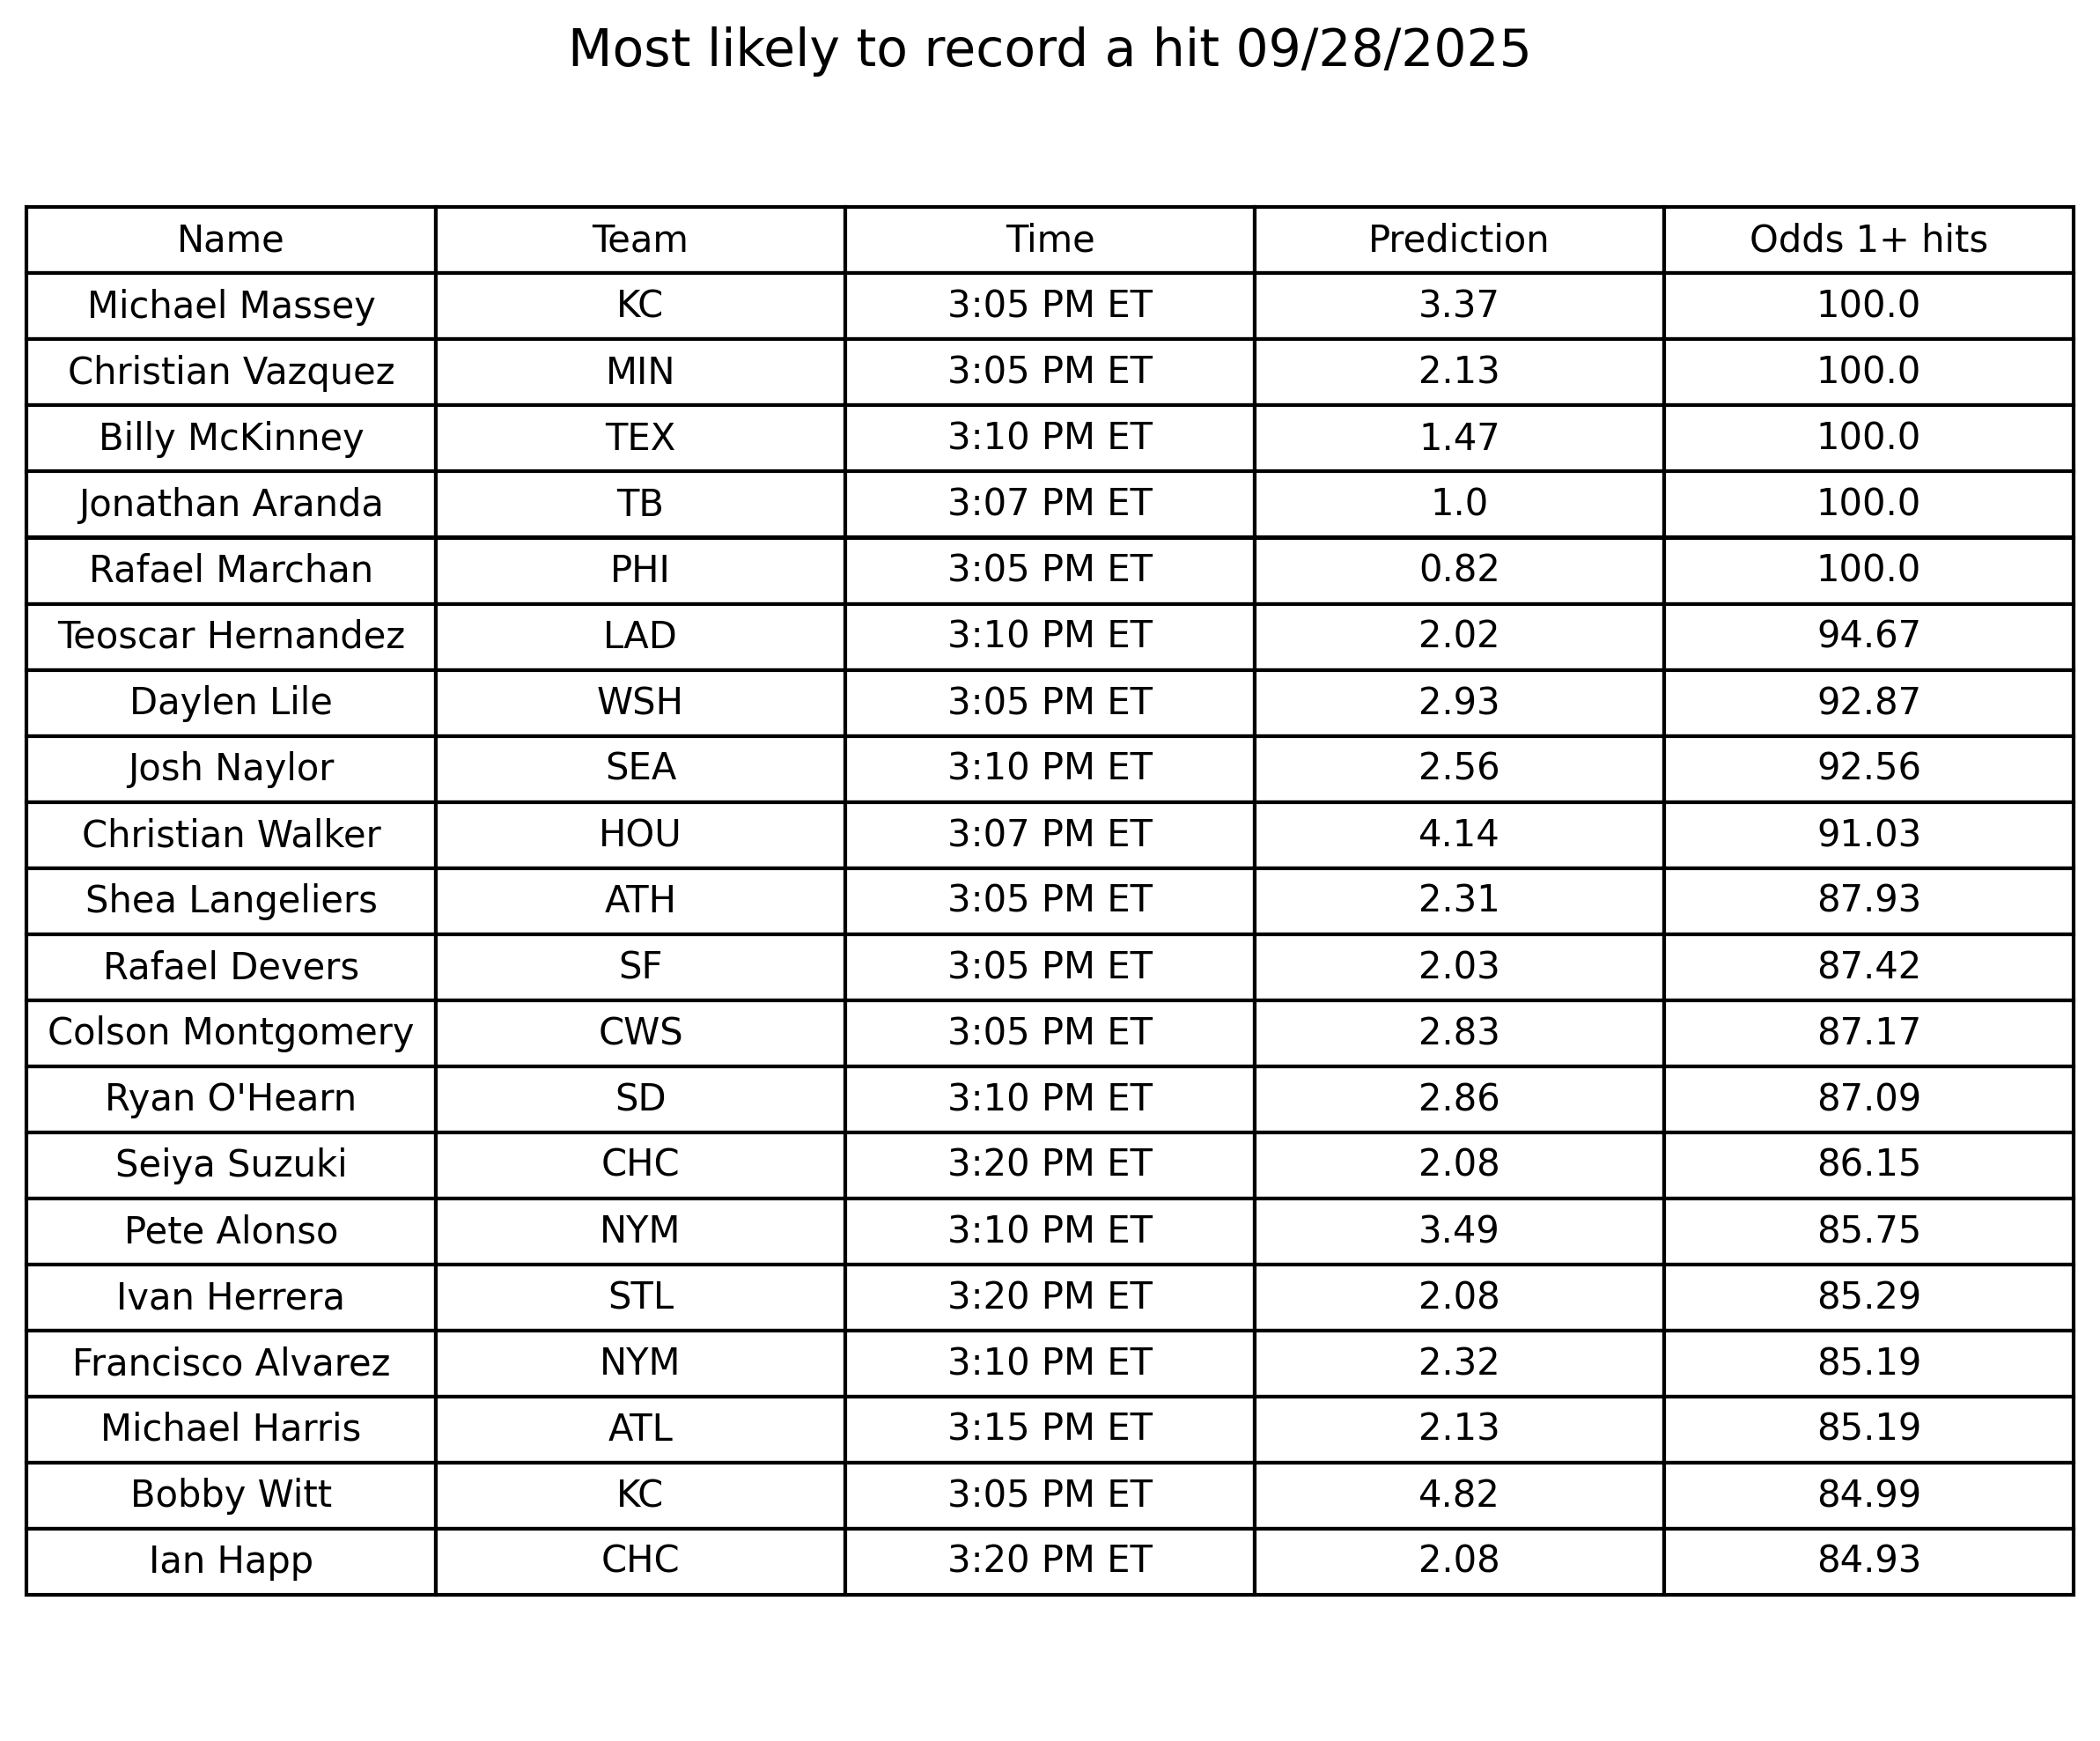 Most likely to record a hit 09/28/2025
Name Team Time Prediction Odds 1+ hits
Michael Massey KC 3:05 PM ET 3.37 100.0
Christian Vazquez MIN 3:05 PM ET 2.13 100.0
Billy McKinney TEX 3:10 PM ET 1.47 100.0
Jonathan Aranda TB 3:07 PM ET 1.0 100.0
Rafael Marchan PHI 3:05 PM ET 0.82 100.0
Teoscar Hernandez LAD 3:10 PM ET 2.02 94.67
Daylen Lile WSH 3:05 PM ET 2.93 92.87
Josh Naylor SEA 3:10 PM ET 2.56 92.56
Christian Walker HOU 3:07 PM ET 4.14 91.03
Shea Langeliers ATH 3:05 PM ET 2.31 87.93
Rafael Devers SF 3:05 PM ET 2.03 87.42
Colson Montgomery CWS 3:05 PM ET 2.83 87.17
Ryan O'Hearn SD 3:10 PM ET 2.86 87.09
Seiya Suzuki CHC 3:20 PM ET 2.08 86.15
Pete Alonso NYM 3:10 PM ET 3.49 85.75
Ivan Herrera STL 3:20 PM ET 2.08 85.29
Francisco Alvarez NYM 3:10 PM ET 2.32 85.19
Michael Harris ATL 3:15 PM ET 2.13 85.19
Bobby Witt KC 3:05 PM ET 4.82 84.99
Ian Happ CHC 3:20 PM ET 2.08 84.93